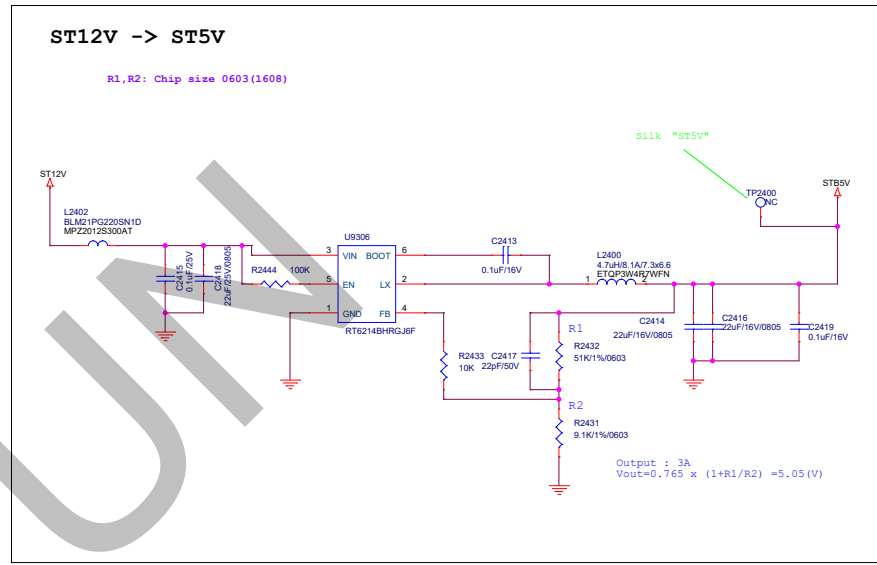 ST12V -> ST5V
R1,R2: Chip size 0603(1608)
Silk "ST5V"
ST12V
TP2400
NC
STB5V
L2402
BLM21PG220SN1D
MPZ2012S300AT
U9306
C2413
0.1uF/16V
L2400
4.7uH/8.1A/7.3x6.6
ETQP3W4R7WFN
1
2
3
VIN
BOOT
6
R2444
100K
5
EN
LX
2
1
GND
FB
4
RT6214BHRGJ6F
C2415
0.1uF/25V
C2418
22uF/25V/0805
R1
R2432
51K/1%/0603
R2433
10K
C2417
22pF/50V
C2414
22uF/16V/0805
C2416
22uF/16V/0805
C2419
0.1uF/16V
R2
R2431
9.1K/1%/0603
Output : 3A
Vout=0.765 x (1+R1/R2) =5.05(V)
UN